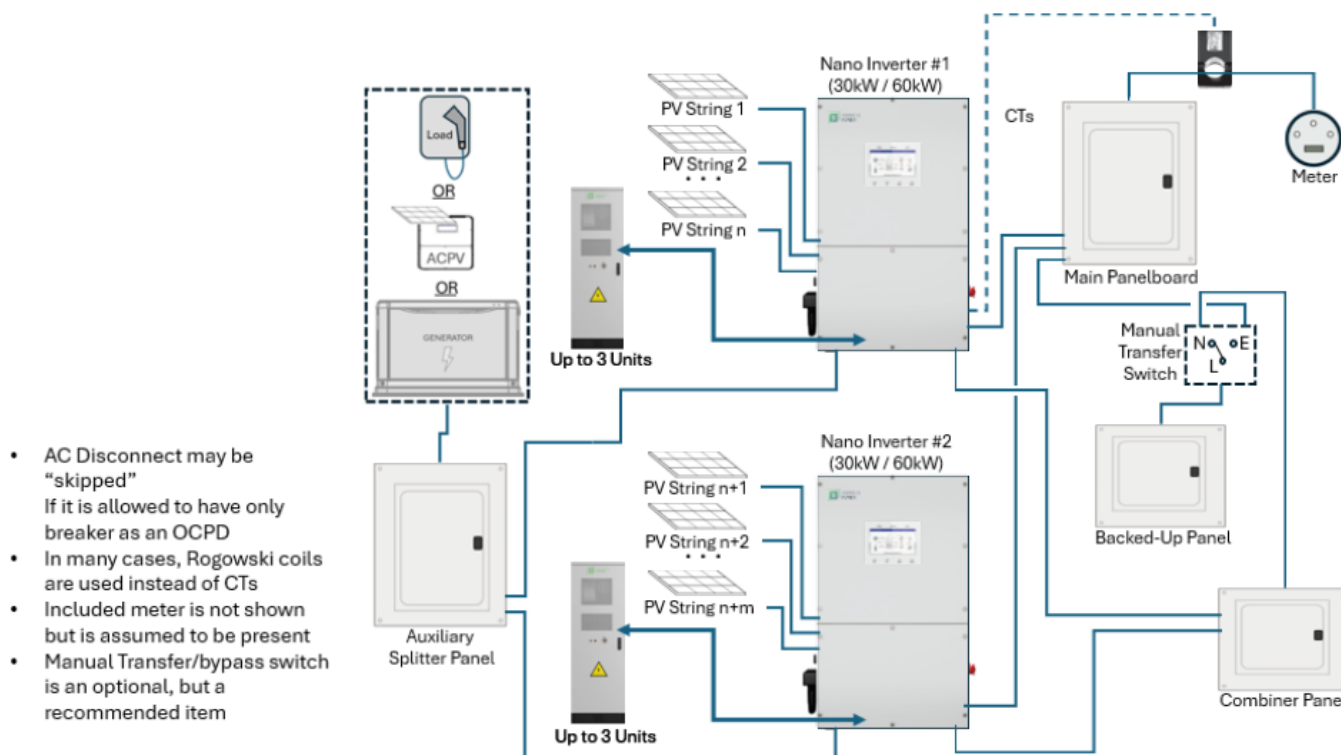 Nano Inverter #1
(30kW / 60kW)
PV String 1
PV String 2
. . .
PV String n
CTs
Meter
Main Panelboard
Load
OR
ACPV
OR
GENERATOR
Up to 3 Units
Manual
Transfer
Switch
N
E
L
Backed-Up Panel
Nano Inverter #2
(30kW / 60kW)
PV String n+1
PV String n+2
. . .
PV String n+m
Auxiliary
Splitter Panel
Up to 3 Units
Combiner Pane
• AC Disconnect may be
“skipped”
If it is allowed to have only
breaker as an OCPD
• In many cases, Rogowski coils
are used instead of CTs
• Included meter is not shown
but is assumed to be present
• Manual Transfer/bypass switch
is an optional, but a
recommended item